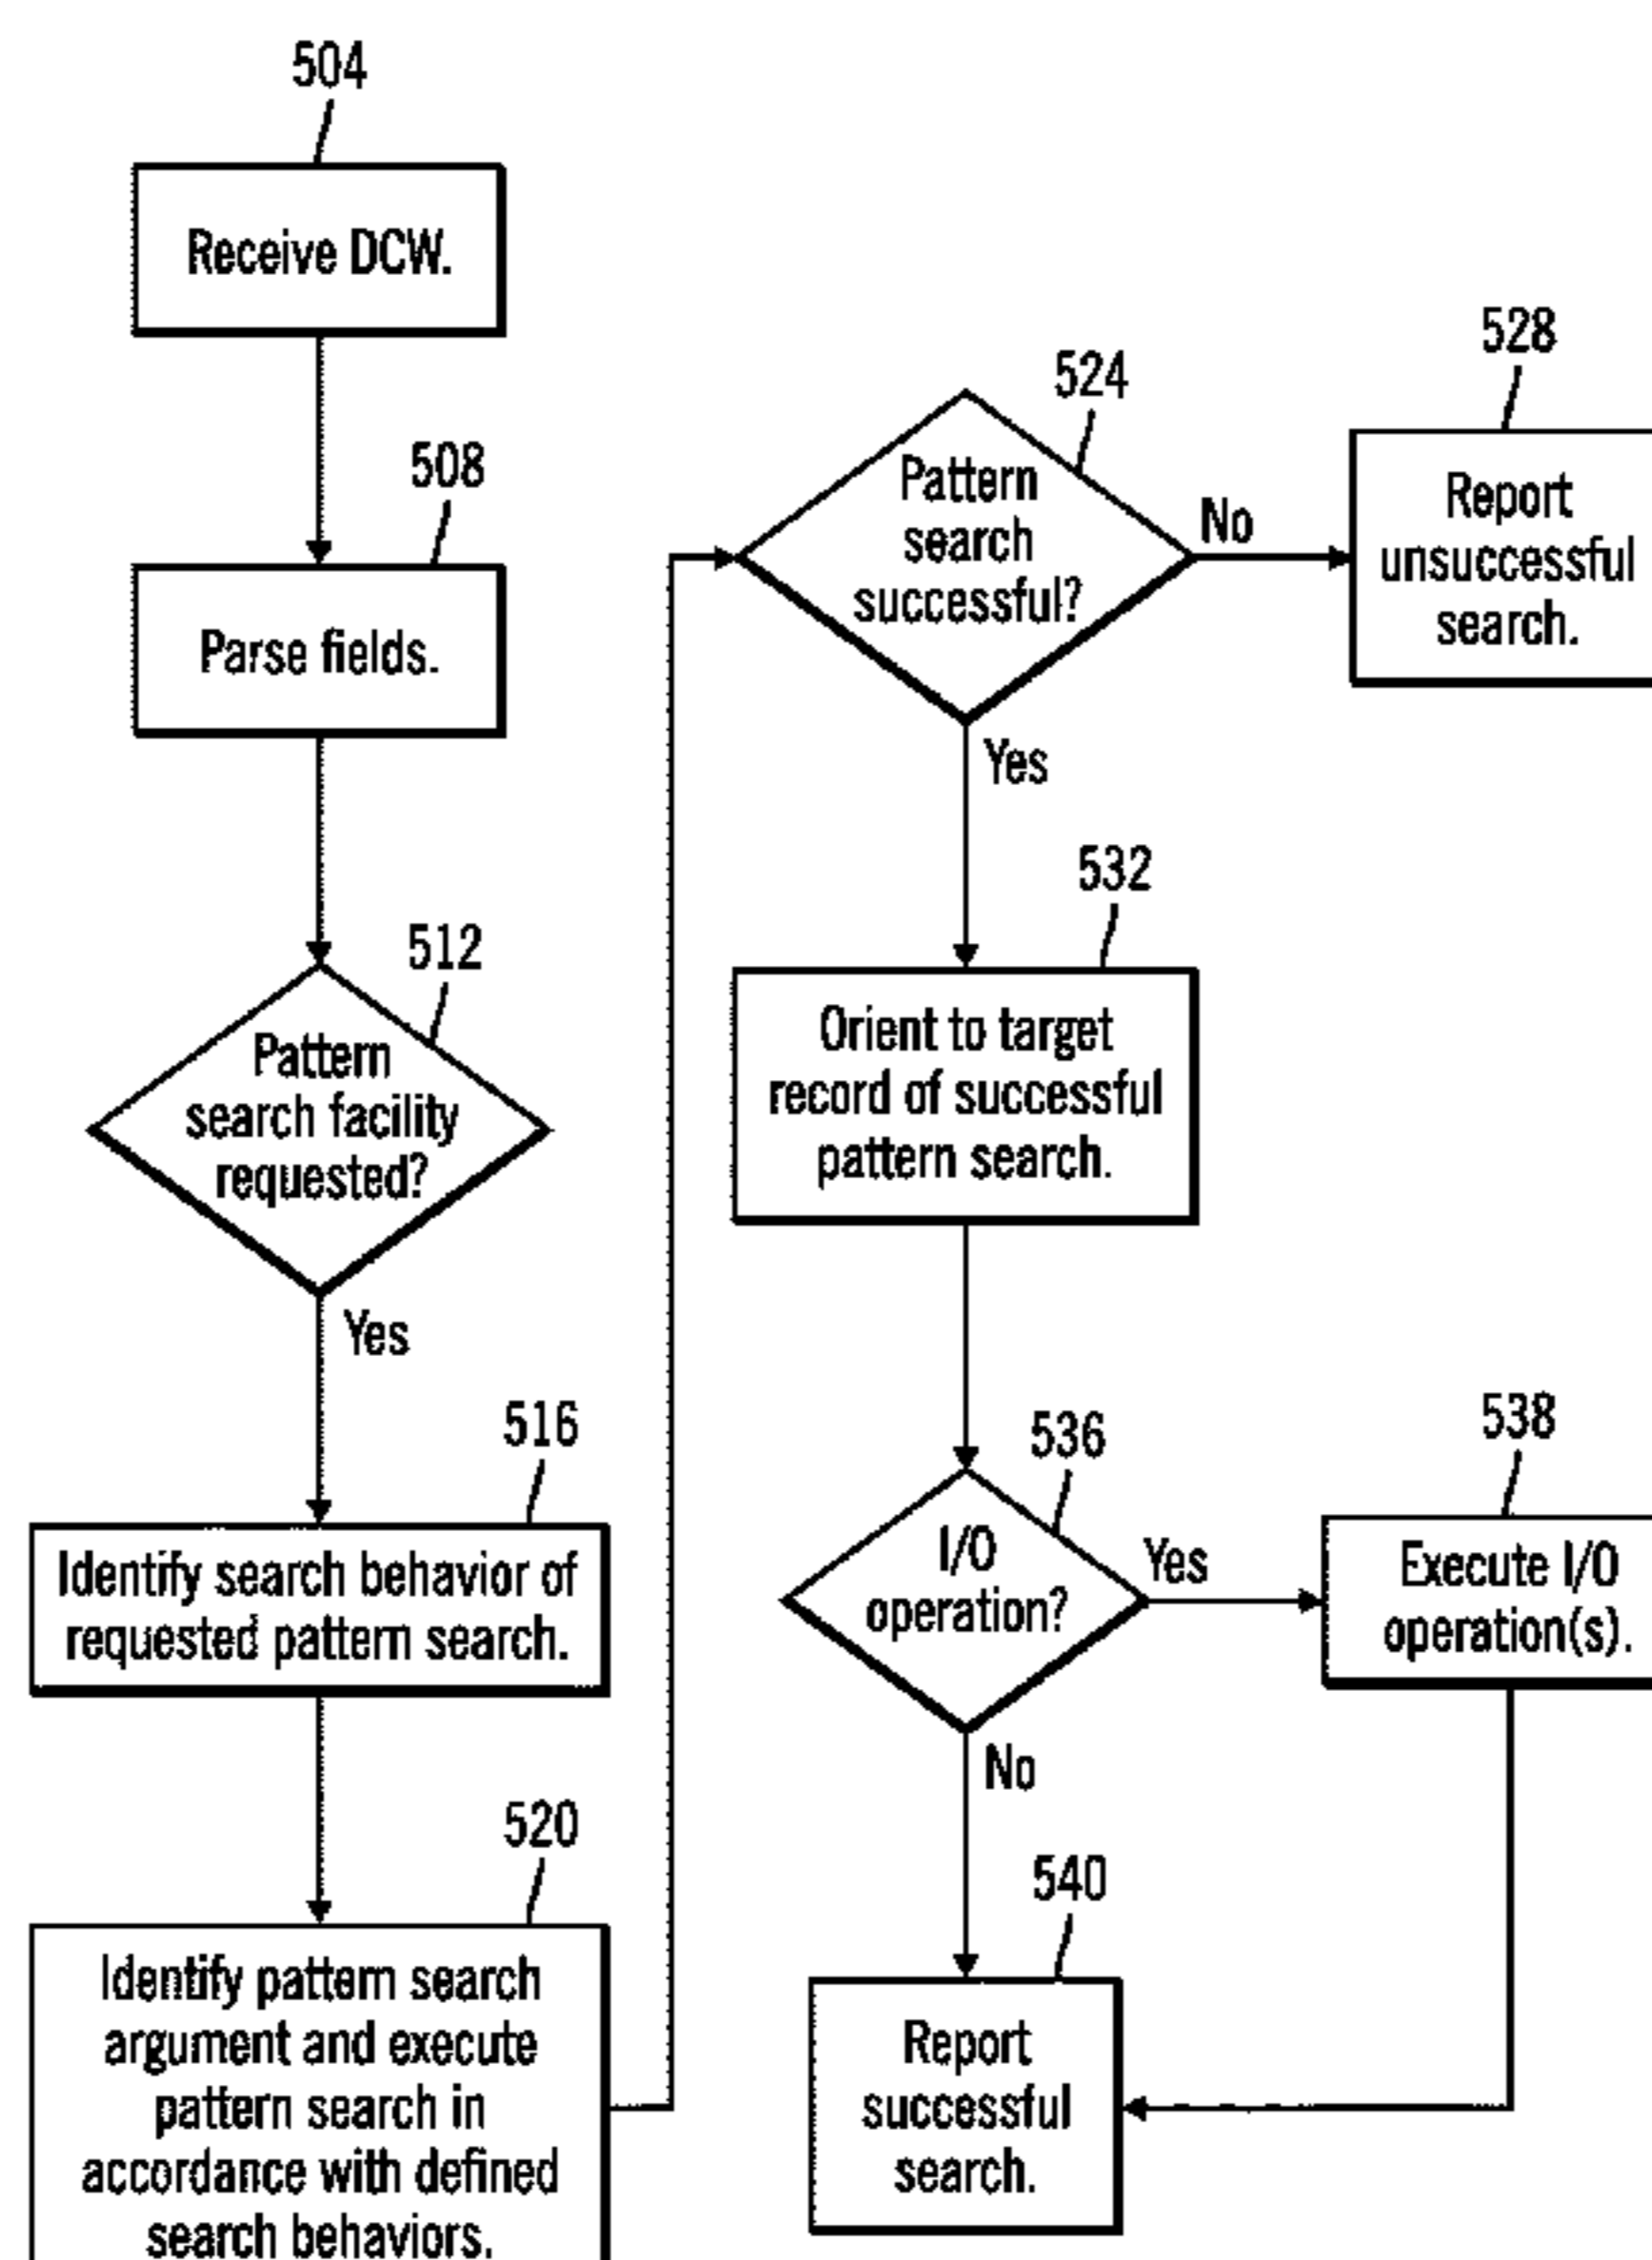 504
Receive DCW.
508
Parse fields.
512
Pattern
search facility
requested?
Yes
516
Identify search behavior of
requested pattern search.
520
Identify pattern search
argument and execute
pattern search in
accordance with defined
search behaviors.
524
Pattern
search
successful?
No
Yes
528
Report
unsuccessful
search.
532
Orient to target
record of successful
pattern search.
536
I/O
operation?
Yes
No
538
Execute I/O
operation(s).
540
Report
successful
search.